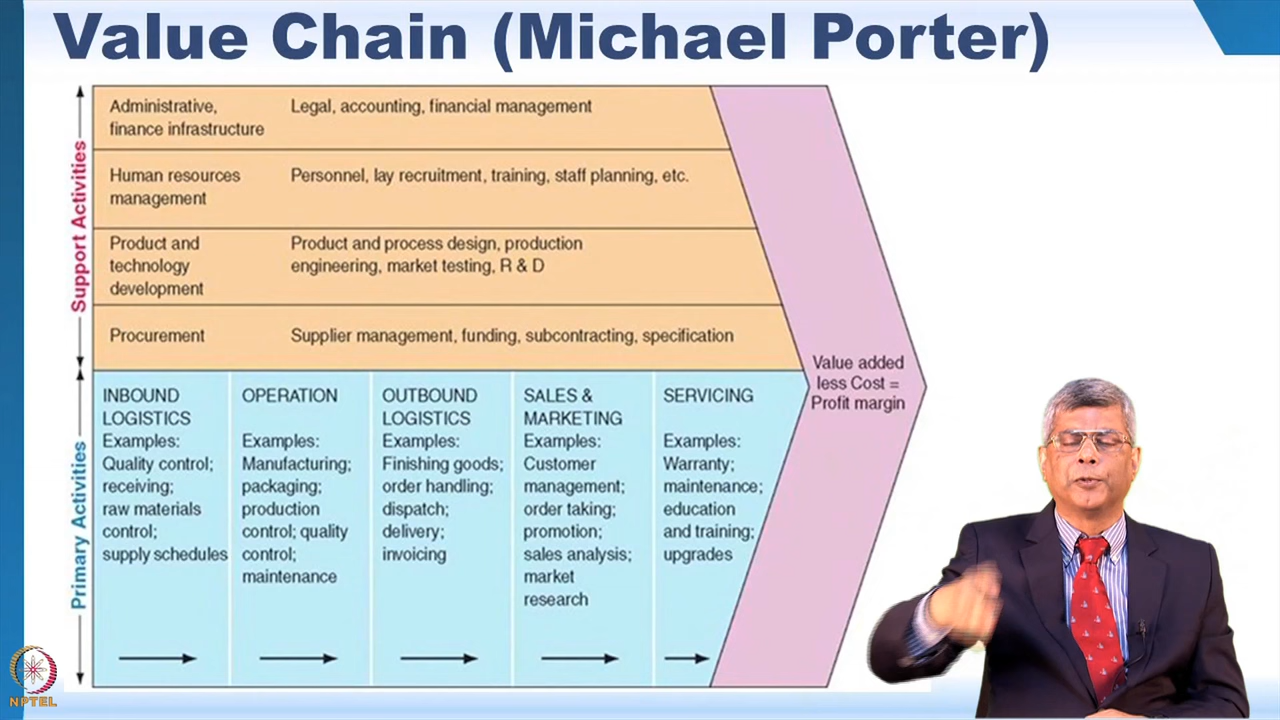 Value Chain (Michael Porter)
Support Activities
Administrative,
finance infrastructure
Legal, accounting, financial management
Human resources
management
Personnel, lay recruitment, training, staff planning, etc.
Product and
technology
development
Product and process design, production
engineering, market testing, R & D
Procurement
Supplier management, funding, subcontracting, specification
Primary Activities
INBOUND
LOGISTICS
Examples:
Quality control;
receiving;
raw materials
control;
supply schedules
OPERATION
Examples:
Manufacturing;
packaging;
production
control; quality
control;
maintenance
OUTBOUND
LOGISTICS
Examples:
Finishing goods;
order handling;
dispatch;
delivery;
invoicing
SALES &
MARKETING
Examples:
Customer
management;
order taking;
promotion;
sales analysis;
market
research
SERVICING
Examples:
Warranty;
maintenance;
education
and training;
upgrades
Value added
less Cost =
Profit margin
NPTEL